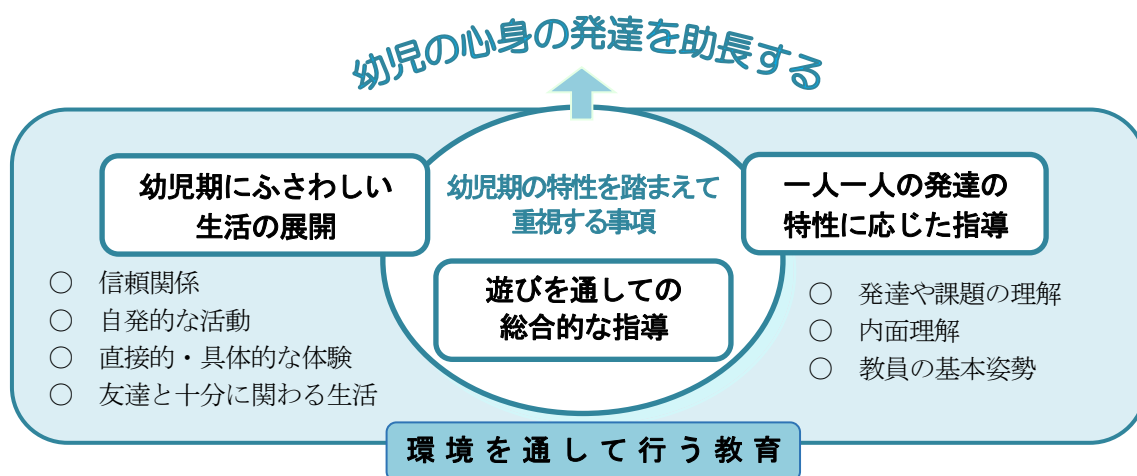 幼児の心身の発達を助長する
幼児期にふさわしい
生活の展開
幼児期の特性を踏まえて
重視する事項
一人一人の発達の
特性に応じた指導
遊びを通しての
総合的な指導
○ 信頼関係
○ 自発的な活動
○ 直接的・具体的な体験
○ 友達と十分に関わる生活
○ 発達や課題の理解
○ 内面理解
○ 教員の基本姿勢
環境を通して行う教育